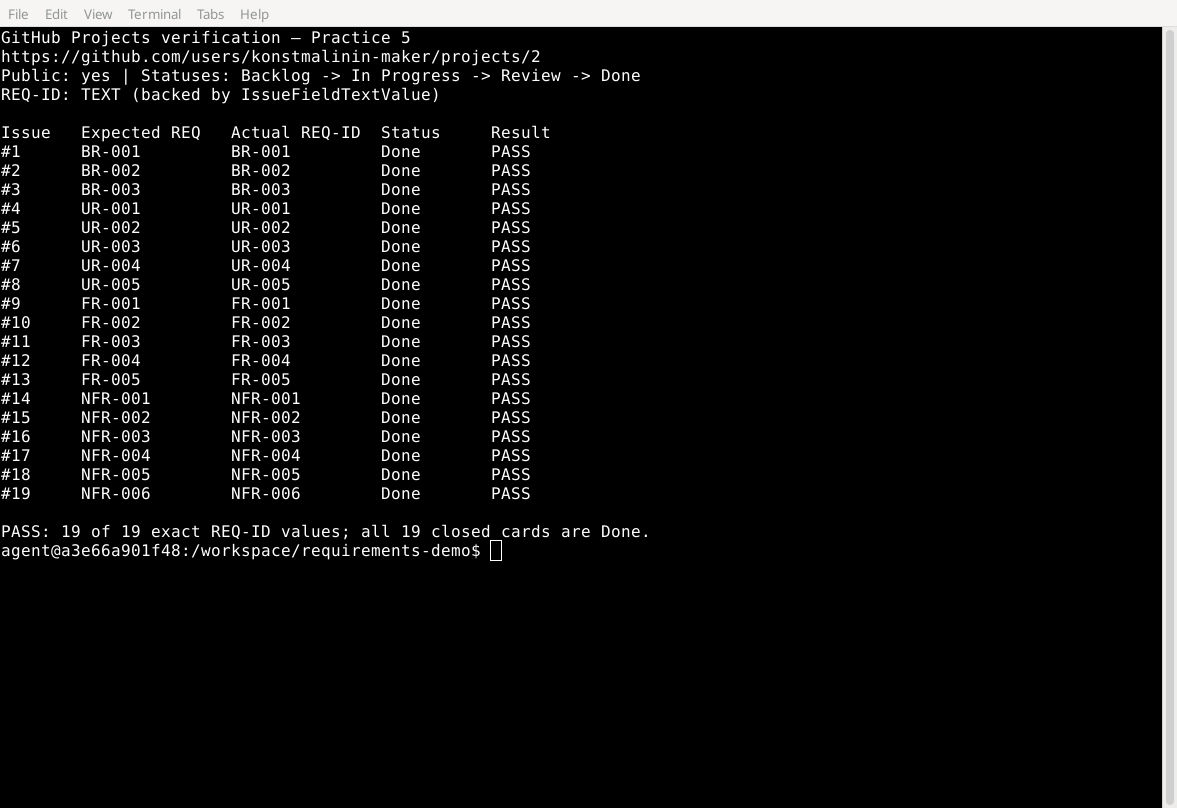 File Edit View Terminal Tabs Help
GitHub Projects verification — Practice 5
https://github.com/users/konstmalinin-maker/projects/2
Public: yes | Statuses: Backlog -> In Progress -> Review -> Done
REQ-ID: TEXT (backed by IssueFieldTextValue)
Issue Expected REQ Actual REQ-ID Status Result
#1 BR-001 BR-001 Done PASS
#2 BR-002 BR-002 Done PASS
#3 BR-003 BR-003 Done PASS
#4 UR-001 UR-001 Done PASS
#5 UR-002 UR-002 Done PASS
#6 UR-003 UR-003 Done PASS
#7 UR-004 UR-004 Done PASS
#8 UR-005 UR-005 Done PASS
#9 FR-001 FR-001 Done PASS
#10 FR-002 FR-002 Done PASS
#11 FR-003 FR-003 Done PASS
#12 FR-004 FR-004 Done PASS
#13 FR-005 FR-005 Done PASS
#14 NFR-001 NFR-001 Done PASS
#15 NFR-002 NFR-002 Done PASS
#16 NFR-003 NFR-003 Done PASS
#17 NFR-004 NFR-004 Done PASS
#18 NFR-005 NFR-005 Done PASS
#19 NFR-006 NFR-006 Done PASS
PASS: 19 of 19 exact REQ-ID values; all 19 closed cards are Done.
agent@a3e66a901f48:/workspace/requirements-demo$